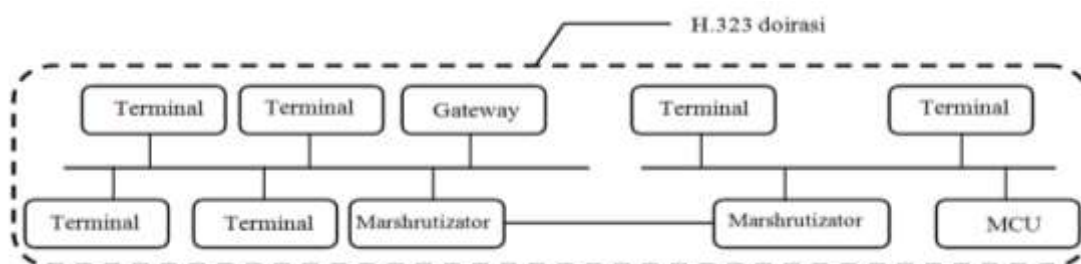 H.323 doirasi
Terminal Terminal Gateway Terminal Terminal
Terminal Terminal Marshrutizator Marshrutizator MCU